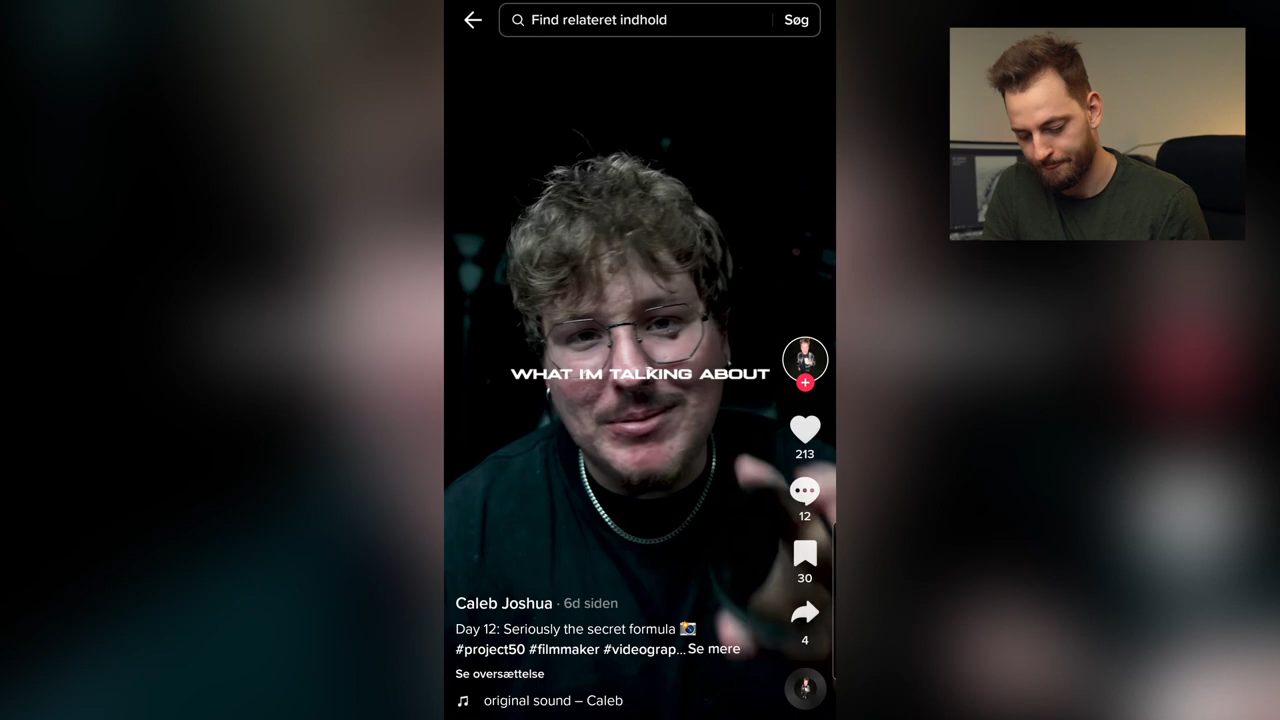 Find relateret indhold
Søg
WHAT I'M TALKING ABOUT
213
12
30
4
Caleb Joshua · 6d siden
Day 12: Seriously the secret formula 📸
#project50 #filmmaker #videograp... Se mere
Se oversættelse
original sound – Caleb